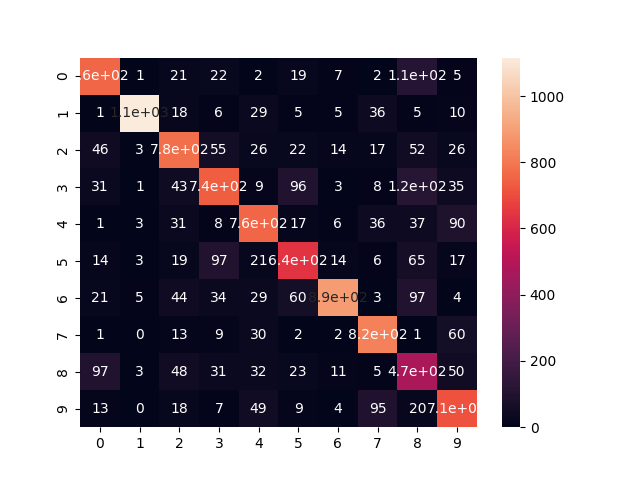 0 .6e+02 1 21 22 2 19 7 2 1.1e+02 5
1 1 1.1e+03 18 6 29 5 5 36 5 10
2 46 3 7.8e+02 55 26 22 14 17 52 26
3 31 1 43 7.4e+02 9 96 3 8 1.2e+02 35
4 1 3 31 8 7.6e+02 17 6 36 37 90
5 14 3 19 97 21 6.4e+02 14 6 65 17
6 21 5 44 34 29 60 8.9e+02 3 97 4
7 1 0 13 9 30 2 2 8.2e+02 1 60
8 97 3 48 31 32 23 11 5 4.7e+02 50
9 13 0 18 7 49 9 4 95 20 7.1e+02
0 1 2 3 4 5 6 7 8 9
1000
800
600
400
200
0